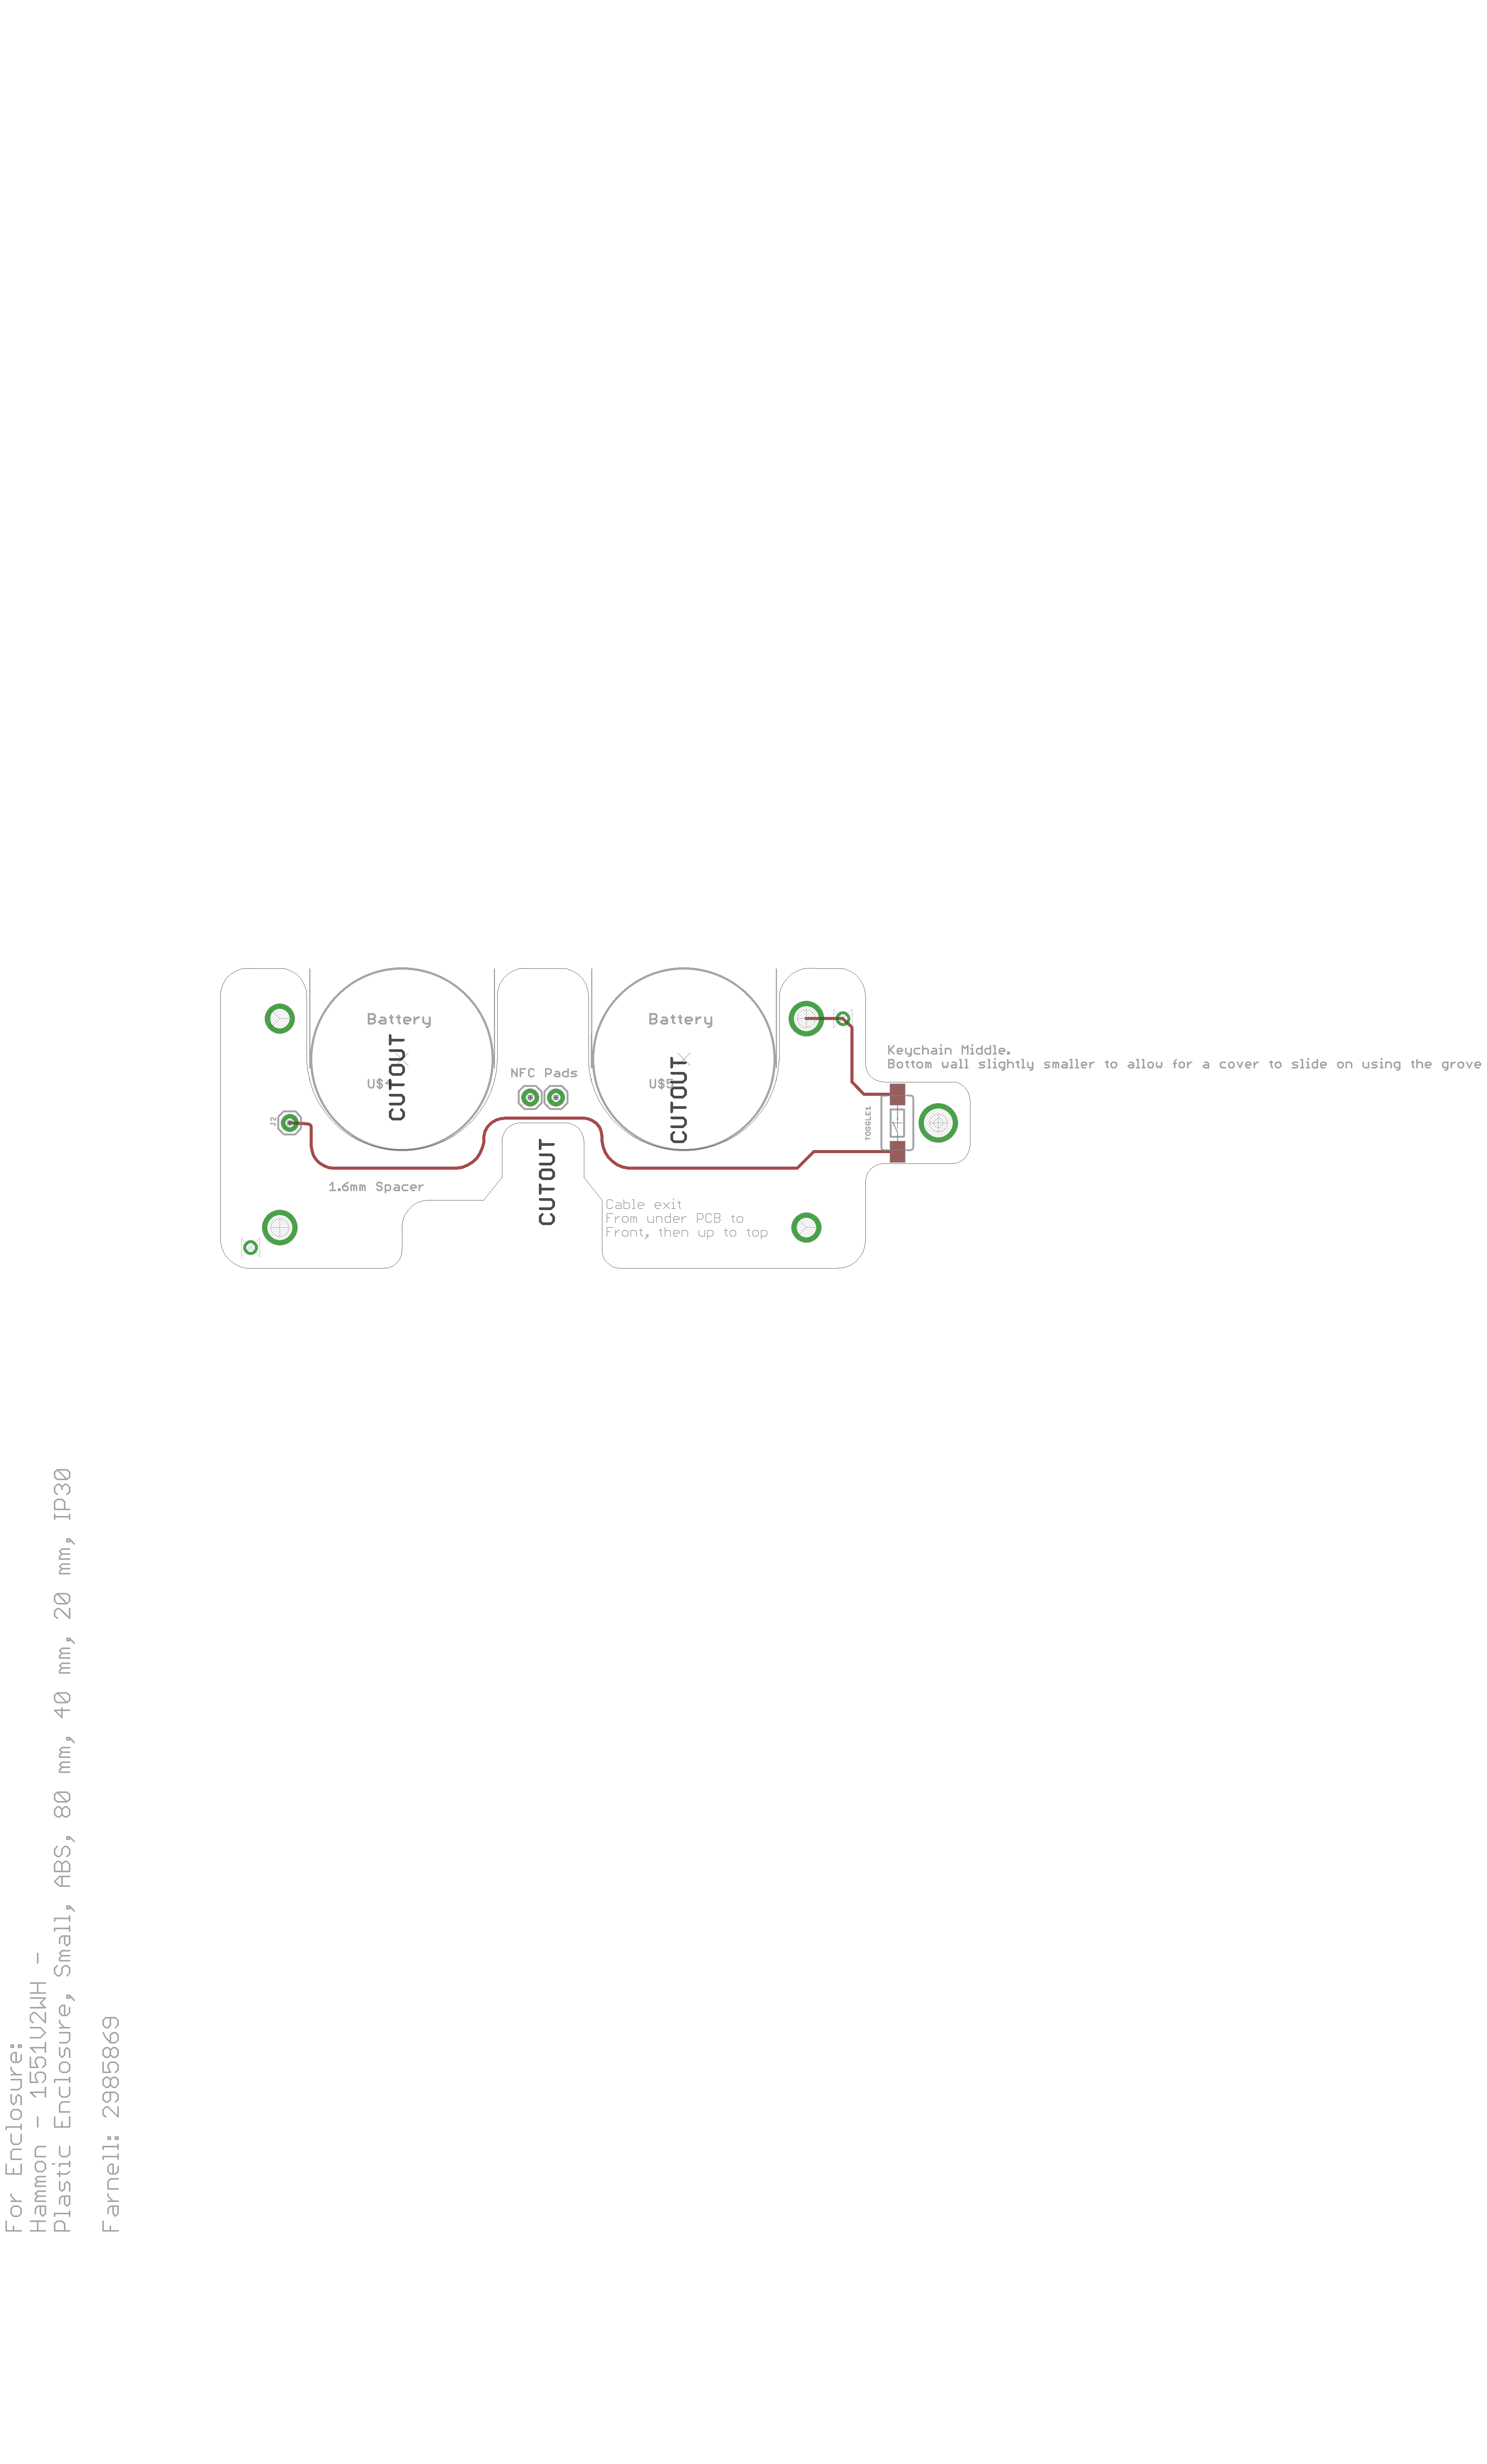 Battery
CUTOUT
U$4
Battery
CUTOUT
U$5
NFC Pads
J2
CUTOUT
1.6mm Spacer
Cable exit
From under PCB to
Front, then up to top
TOGGLE1
Keychain Middle.
Bottom wall slightly smaller to allow for a cover to slide on using the grove
For Enclosure:
Hammon - 1551V2WH -
Plastic Enclosure, Small, ABS, 80 mm, 40 mm, 20 mm, IP30
Farnell: 2985869